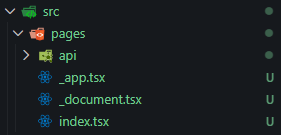 src
pages
api
_app.tsx U
_document.tsx U
index.tsx U